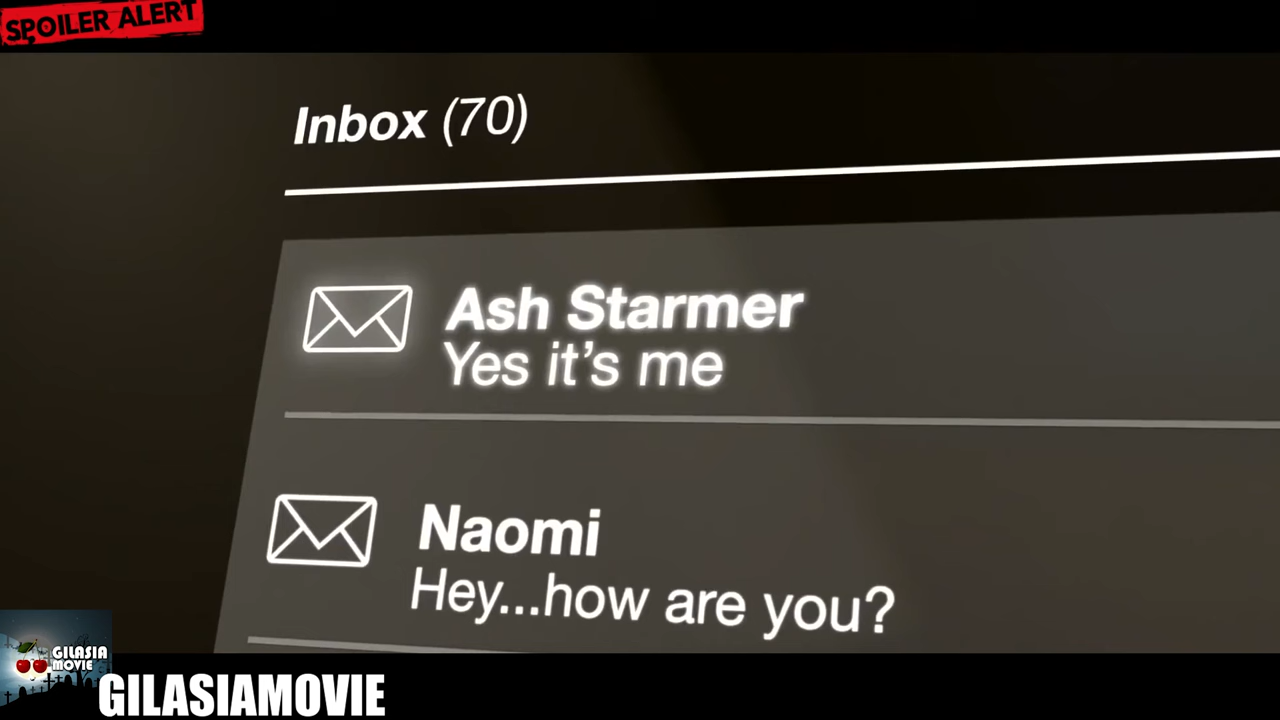 SPOILER ALERT
Inbox (70)
Ash Starmer
Yes it's me
Naomi
Hey...how are you?
GILASIA
MOVIE
GILASIAMOVIE